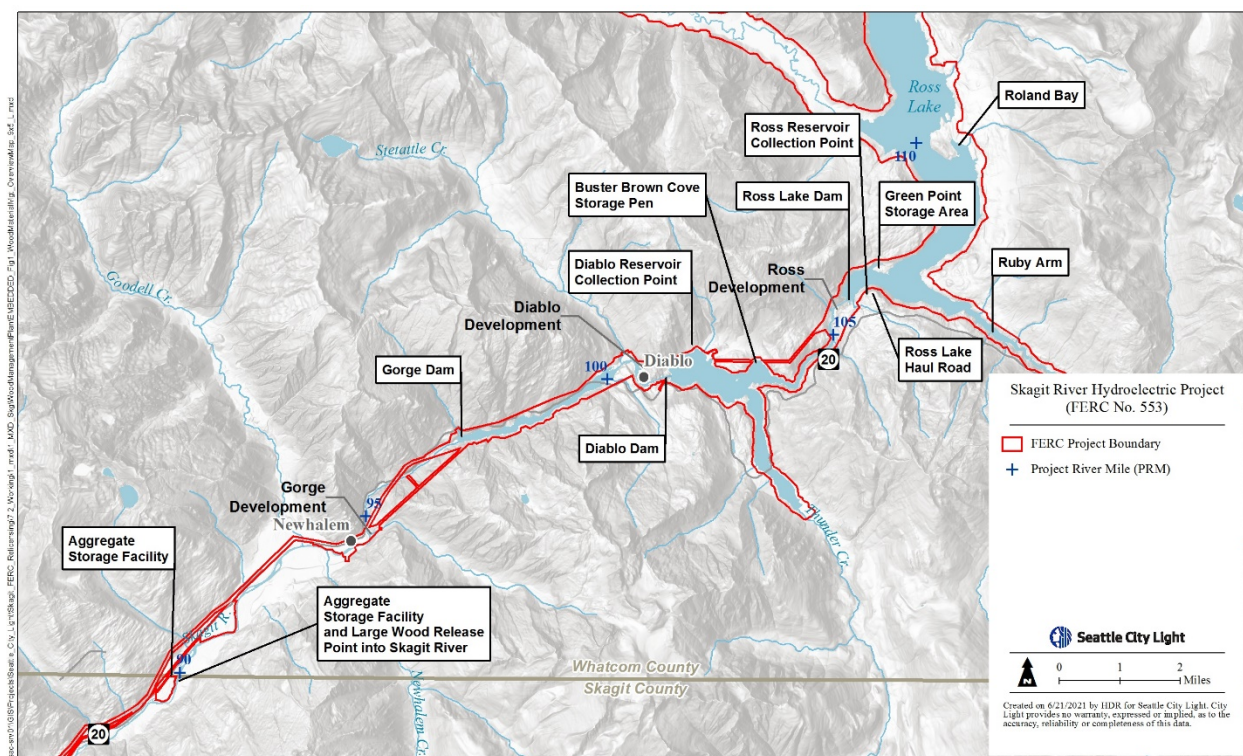 Ross
Lake
Roland Bay
Ross Reservoir
Collection Point
110
Stetattle Cr.
Buster Brown Cove
Storage Pen
Ross Lake Dam
Green Point
Storage Area
Diablo Reservoir
Collection Point
Ross
Development
Ruby Arm
Goodell Cr.
Diablo
Development
105
20
Ross Lake
Haul Road
Gorge Dam
100
Diablo
Diablo Dam
Skagit River Hydroelectric Project
(FERC No. 553)
FERC Project Boundary
Project River Mile (PRM)
Gorge
Development
95
Newhalem
Thunder Cr.
Aggregate
Storage Facility
Aggregate
Storage Facility
and Large Wood Release
Point into Skagit River
Skagit R.
90
Whatcom County
Skagit County
Newhalem Cr.
20
Seattle City Light
N
0 1 2
Miles
Created on 6/21/2021 by HDR for Seattle City Light. City
Light provides no warranty, expressed or implied, as to the
accuracy, reliability or completeness of this data.